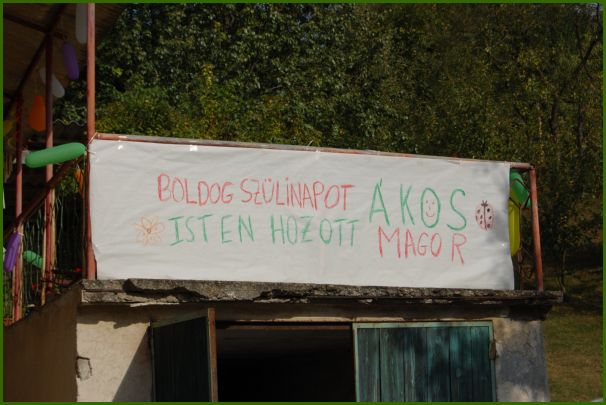 BOLDOG SZÜLINAPOT ÁKOS
ISTEN HOZOTT MAGOR